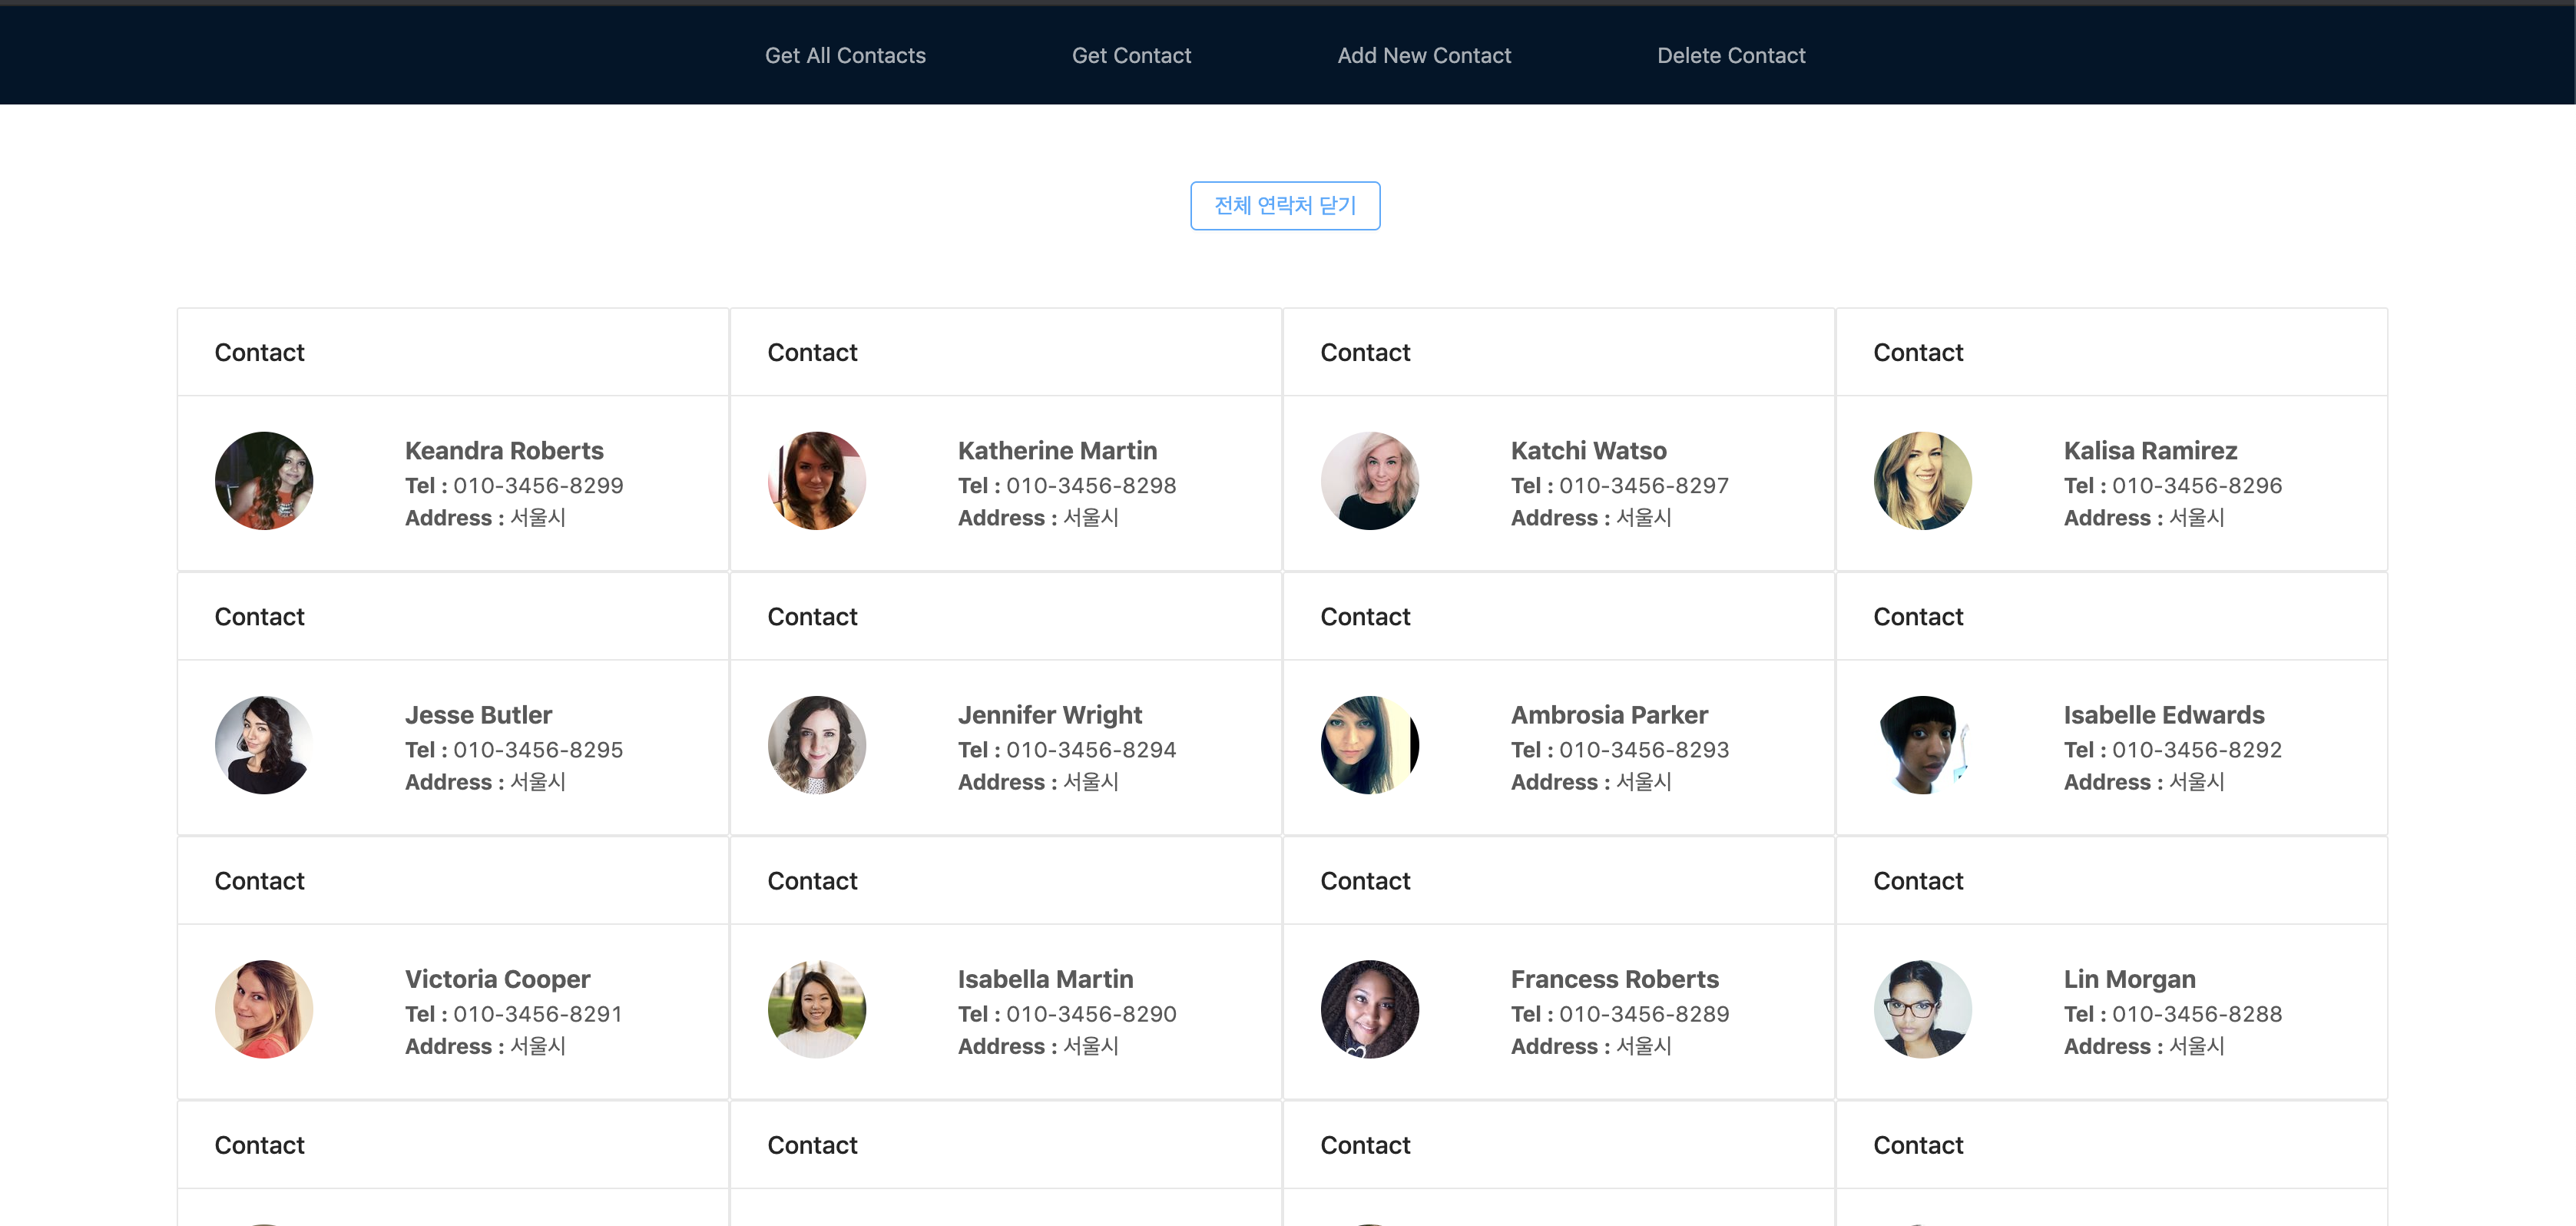 Get All Contacts
Get Contact
Add New Contact
Delete Contact
전체 연락처 닫기
Contact
Keandra Roberts
Tel : 010-3456-8299
Address : 서울시
Contact
Katherine Martin
Tel : 010-3456-8298
Address : 서울시
Contact
Katchi Watso
Tel : 010-3456-8297
Address : 서울시
Contact
Kalisa Ramirez
Tel : 010-3456-8296
Address : 서울시
Contact
Jesse Butler
Tel : 010-3456-8295
Address : 서울시
Contact
Jennifer Wright
Tel : 010-3456-8294
Address : 서울시
Contact
Ambrosia Parker
Tel : 010-3456-8293
Address : 서울시
Contact
Isabelle Edwards
Tel : 010-3456-8292
Address : 서울시
Contact
Victoria Cooper
Tel : 010-3456-8291
Address : 서울시
Contact
Isabella Martin
Tel : 010-3456-8290
Address : 서울시
Contact
Francess Roberts
Tel : 010-3456-8289
Address : 서울시
Contact
Lin Morgan
Tel : 010-3456-8288
Address : 서울시
Contact
Contact
Contact
Contact